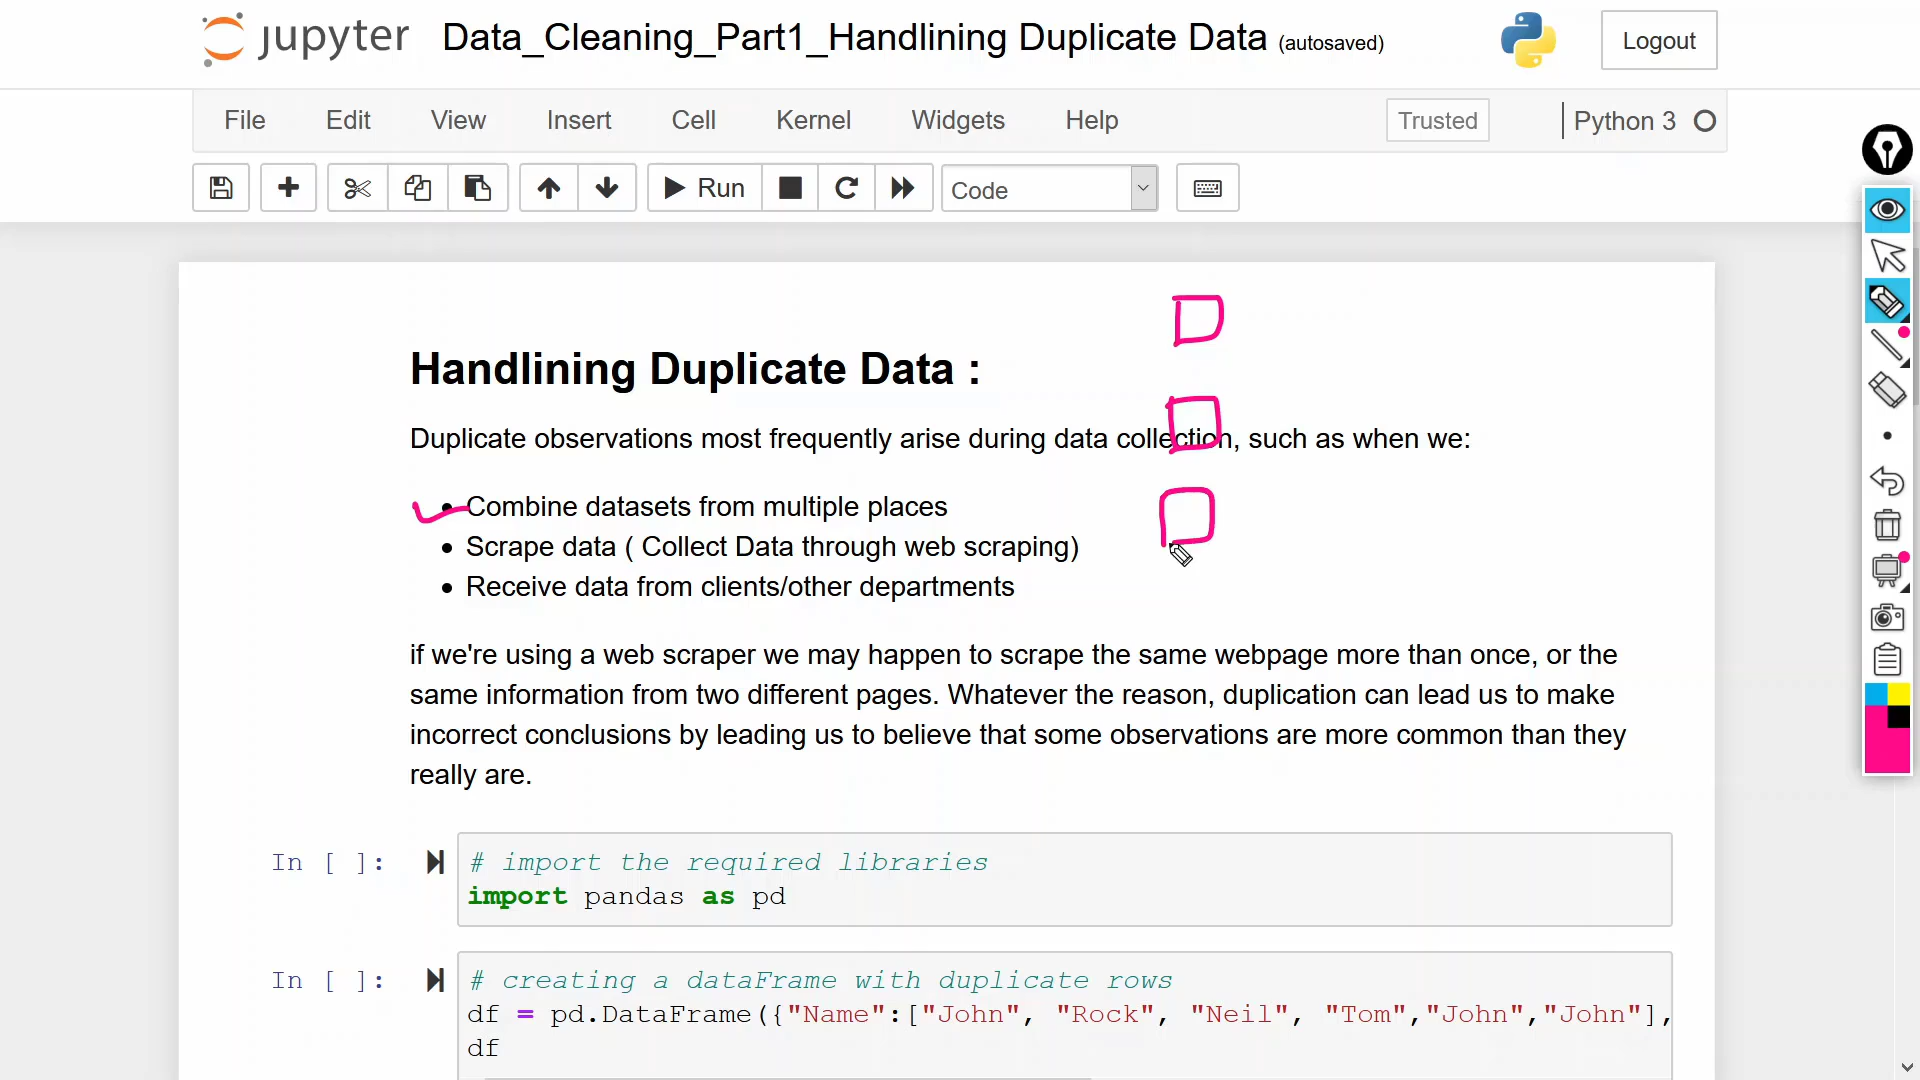 jupyter Data_Cleaning_Part1_Handlining Duplicate Data (autosaved) Logout
File Edit View Insert Cell Kernel Widgets Help Trusted Python 3
Run Code
Handlining Duplicate Data :
Duplicate observations most frequently arise during data collection, such as when we:
Combine datasets from multiple places
Scrape data ( Collect Data through web scraping)
Receive data from clients/other departments
if we're using a web scraper we may happen to scrape the same webpage more than once, or the
same information from two different pages. Whatever the reason, duplication can lead us to make
incorrect conclusions by leading us to believe that some observations are more common than they
really are.
In [ ]: # import the required libraries
import pandas as pd
In [ ]: # creating a dataFrame with duplicate rows
df = pd.DataFrame({"Name":["John", "Rock", "Neil", "Tom","John","John"],
df